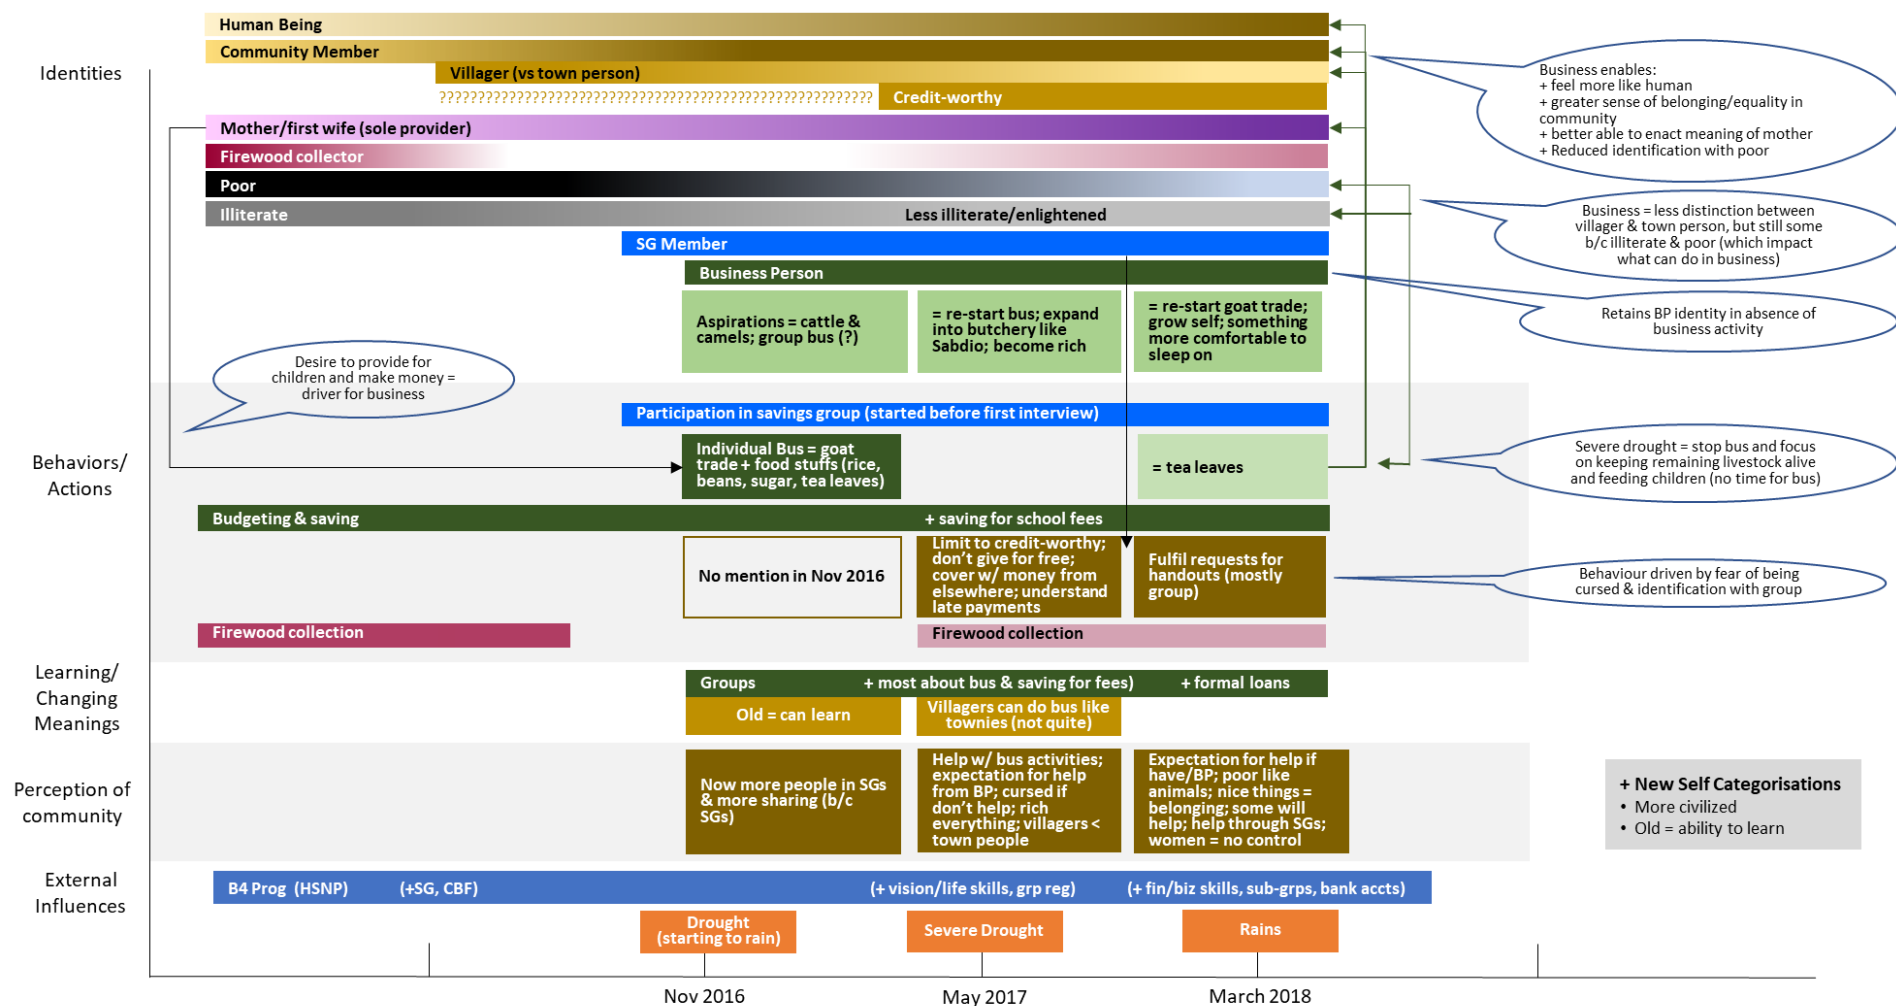 Identities
Human Being
Community Member
Villager (vs town person)
????????????????????????????????????????????????????????
Credit-worthy
Mother/first wife (sole provider)
Firewood collector
Poor
Illiterate
Less illiterate/enlightened
SG Member
Business Person
Aspirations = cattle &
camels; group bus (?)
= re-start bus; expand
into butchery like
Sabdio; become rich
= re-start goat trade;
grow self; something
more comfortable to
sleep on
Business enables:
+ feel more like human
+ greater sense of belonging/equality in
community
+ better able to enact meaning of mother
+ Reduced identification with poor
Business = less distinction between
villager & town person, but still some
b/c illiterate & poor (which impact
what can do in business)
Retains BP identity in absence of
business activity
Desire to provide for
children and make money =
driver for business
Behaviors/
Actions
Participation in savings group (started before first interview)
Individual Bus = goat
trade + food stuffs (rice,
beans, sugar, tea leaves)
= tea leaves
Severe drought = stop bus and focus
on keeping remaining livestock alive
and feeding children (no time for bus)
Budgeting & saving
+ saving for school fees
No mention in Nov 2016
Limit to credit-worthy;
don't give for free;
cover w/ money from
elsewhere; understand
late payments
Fulfil requests for
handouts (mostly
group)
Behaviour driven by fear of being
cursed & identification with group
Firewood collection
Firewood collection
Learning/
Changing
Meanings
Groups
+ most about bus & saving for fees)
+ formal loans
Old = can learn
Villagers can do bus like
townies (not quite)
Perception of
community
Now more people in SGs
& more sharing (b/c
SGs)
Help w/ bus activities;
expectation for help
from BP; cursed if
don't help; rich
everything; villagers <
town people
Expectation for help if
have/BP; poor like
animals; nice things =
belonging; some will
help; help through SGs;
women = no control
+ New Self Categorisations
• More civilized
• Old = ability to learn
External
Influences
B4 Prog (HSNP)
(+SG, CBF)
(+ vision/life skills, grp reg)
(+ fin/biz skills, sub-grps, bank accts)
Drought
(starting to rain)
Severe Drought
Rains
Nov 2016
May 2017
March 2018